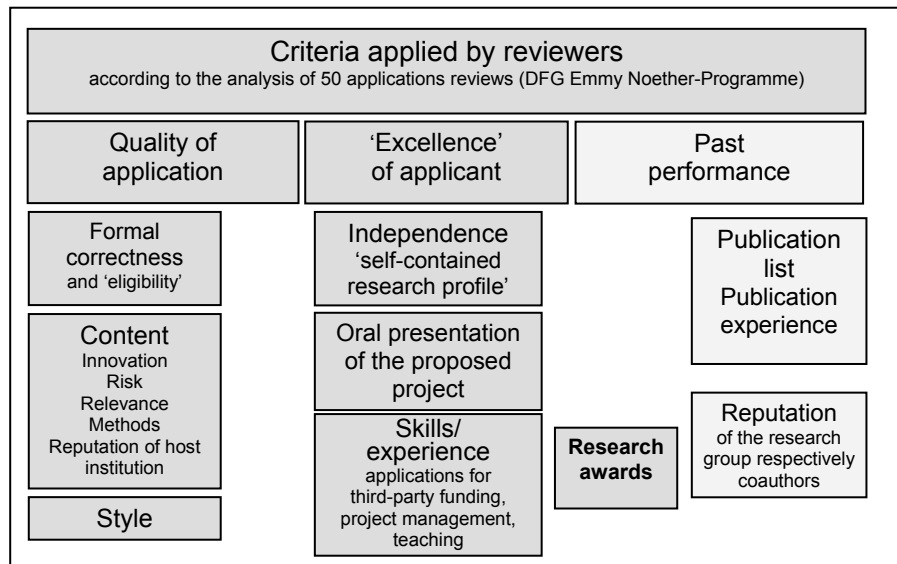 Criteria applied by reviewers
according to the analysis of 50 applications reviews (DFG Emmy Noether-Programme)
Quality of
application
‘Excellence’
of applicant
Past
performance
Formal
correctness
and ‘eligibility’
Content
Innovation
Risk
Relevance
Methods
Reputation of host
institution
Style
Independence
‘self-contained
research profile’
Oral presentation
of the proposed
project
Skills/
experience
applications for
third-party funding,
project management,
teaching
Research
awards
Publication
list
Publication
experience
Reputation
of the research
group respectively
coauthors